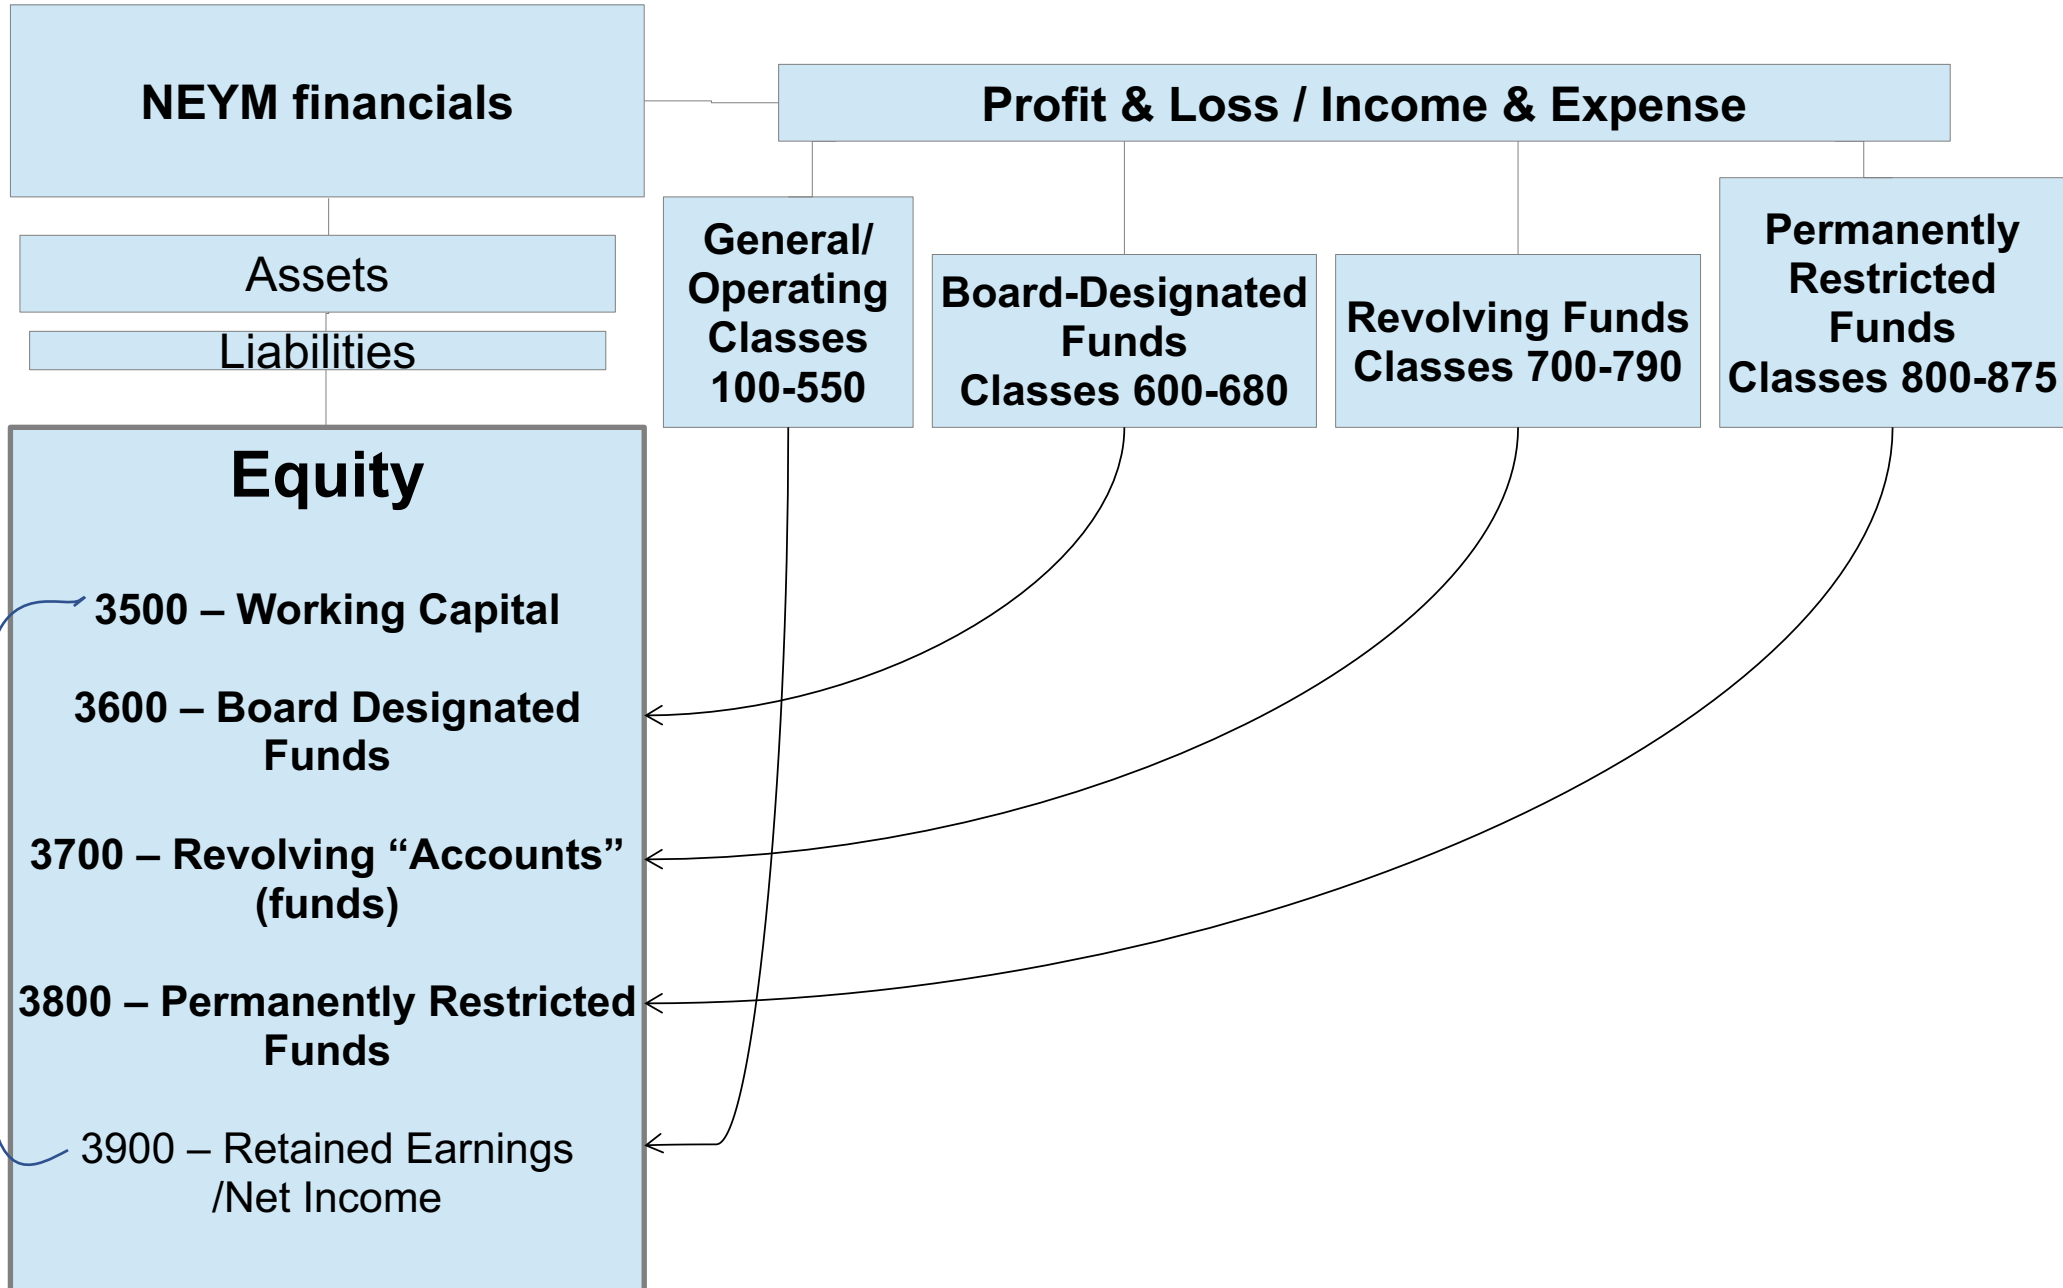 NEYM financials
Profit & Loss / Income & Expense
Assets
Liabilities
General/
Operating
Classes
100-550
Board-Designated
Funds
Classes 600-680
Revolving Funds
Classes 700-790
Permanently
Restricted
Funds
Classes 800-875
Equity
3500 – Working Capital
3600 – Board Designated
Funds
3700 – Revolving “Accounts”
(funds)
3800 – Permanently Restricted
Funds
3900 – Retained Earnings
/Net Income